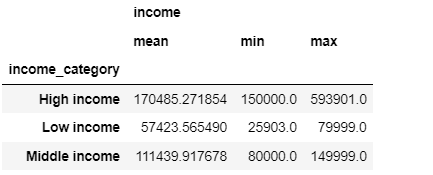 income
mean min max
income_category
High income 170485.271854 150000.0 593901.0
Low income 57423.565490 25903.0 79999.0
Middle income 111439.917678 80000.0 149999.0